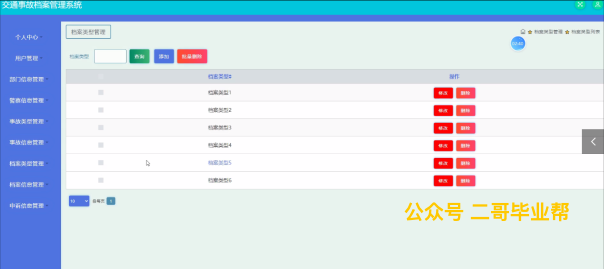 交通事故档案管理系统
个人中心
用户管理
部门信息管理
警察信息管理
事故类型管理
事故信息管理
档案类型管理
档案信息管理
申诉信息管理
档案类型管理
档案类型管理 档案类型列表
档案类型 查询 添加 批量删除
档案类型 操作
档案类型1 修改 删除
档案类型2 修改 删除
档案类型3 修改 删除
档案类型4 修改 删除
档案类型5 修改 删除
档案类型6 修改 删除
10 1
公众号 二哥毕业帮